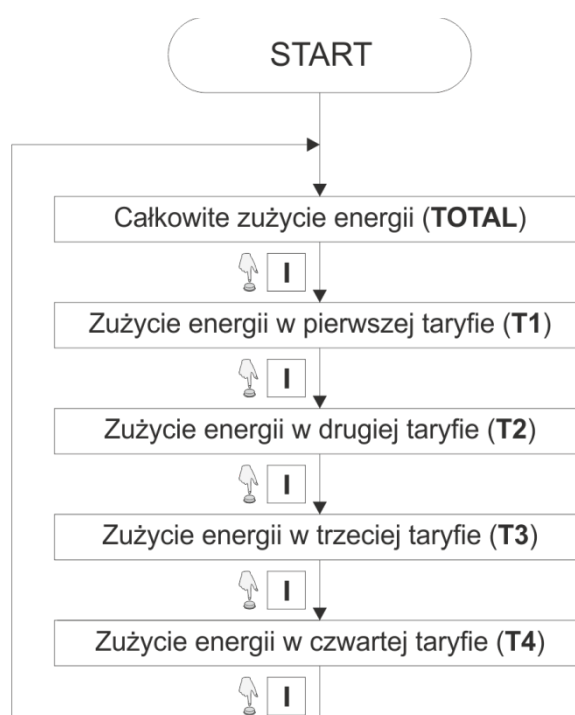 START
Całkowite zużycie energii (TOTAL)
I
Zużycie energii w pierwszej taryfie (T1)
I
Zużycie energii w drugiej taryfie (T2)
I
Zużycie energii w trzeciej taryfie (T3)
I
Zużycie energii w czwartej taryfie (T4)
I